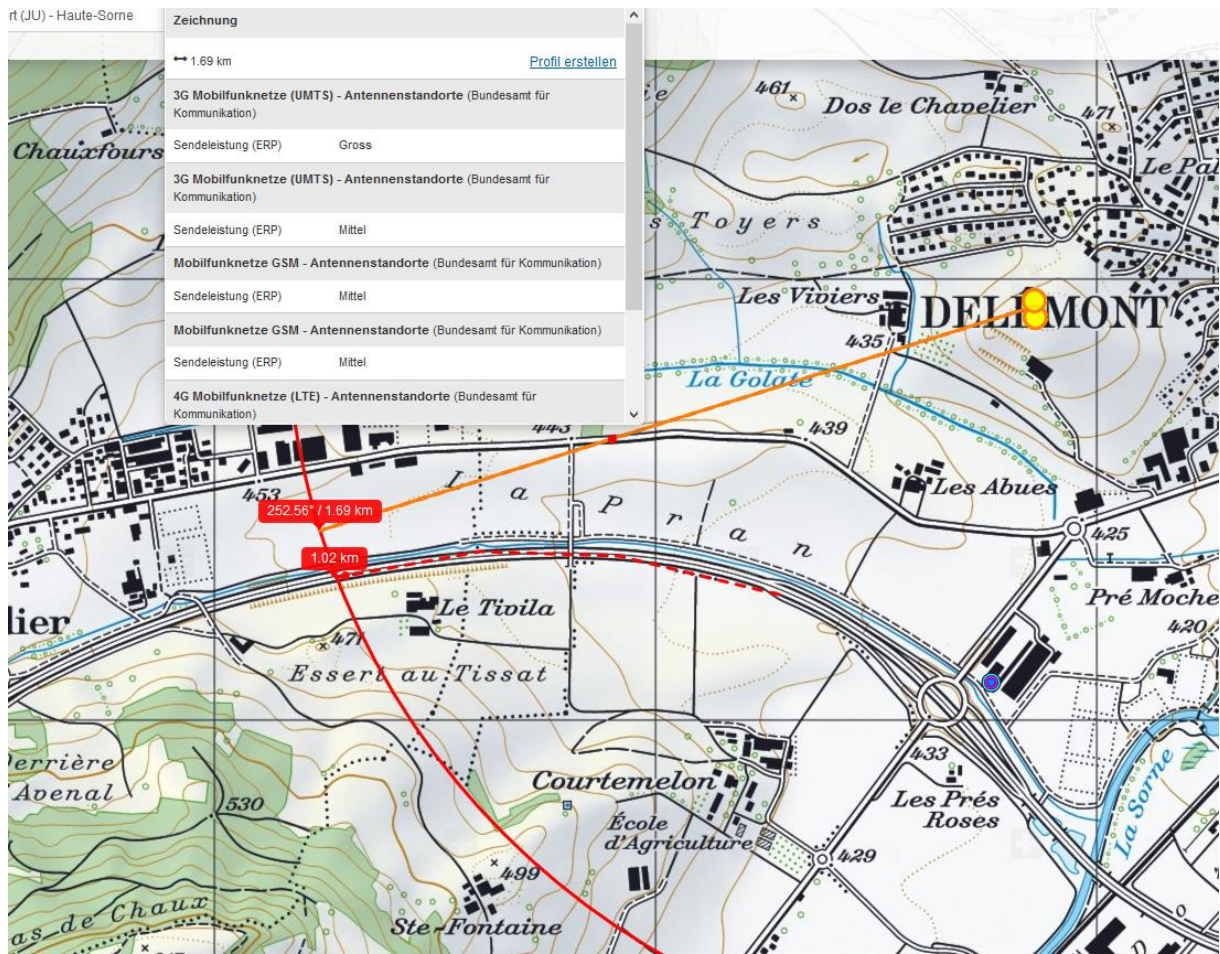 rt (JU) - Haute-Sorne
Zeichnung
1.69 km
Profil erstellen
3G Mobilfunknetze (UMTS) - Antennenstandorte (Bundesamt für
Kommunikation)
Sendeleistung (ERP) Gross
3G Mobilfunknetze (UMTS) - Antennenstandorte (Bundesamt für
Kommunikation)
Sendeleistung (ERP) Mittel
Mobilfunknetze GSM - Antennenstandorte (Bundesamt für Kommunikation)
Sendeleistung (ERP) Mittel
Mobilfunknetze GSM - Antennenstandorte (Bundesamt für Kommunikation)
Sendeleistung (ERP) Mittel
4G Mobilfunknetze (LTE) - Antennenstandorte (Bundesamt für
Kommunikation)
461
Dos le Chavelier
471
Chauxfours
Le Pal
s Toyers
Les Viviers
DELÉMONT
435
La Golate
443
439
453
La Pran
Les Abues
252.56° / 1.69 km
425
1.02 km
Pré Moche
Le Tivila
lier
420
471
Essert au Tissat
Derrière
Avenal
433
530
Courtemelon
Les Prés
Roses
École
d'Agriculture
La Sorne
429
499
as de Chaux
Ste-Fontaine